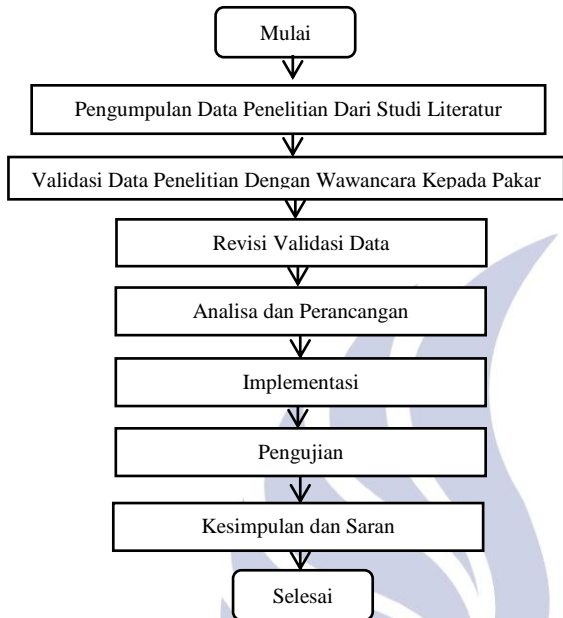 Mulai
Pengumpulan Data Penelitian Dari Studi Literatur
Validasi Data Penelitian Dengan Wawancara Kepada Pakar
Revisi Validasi Data
Analisa dan Perancangan
Implementasi
Pengujian
Kesimpulan dan Saran
Selesai